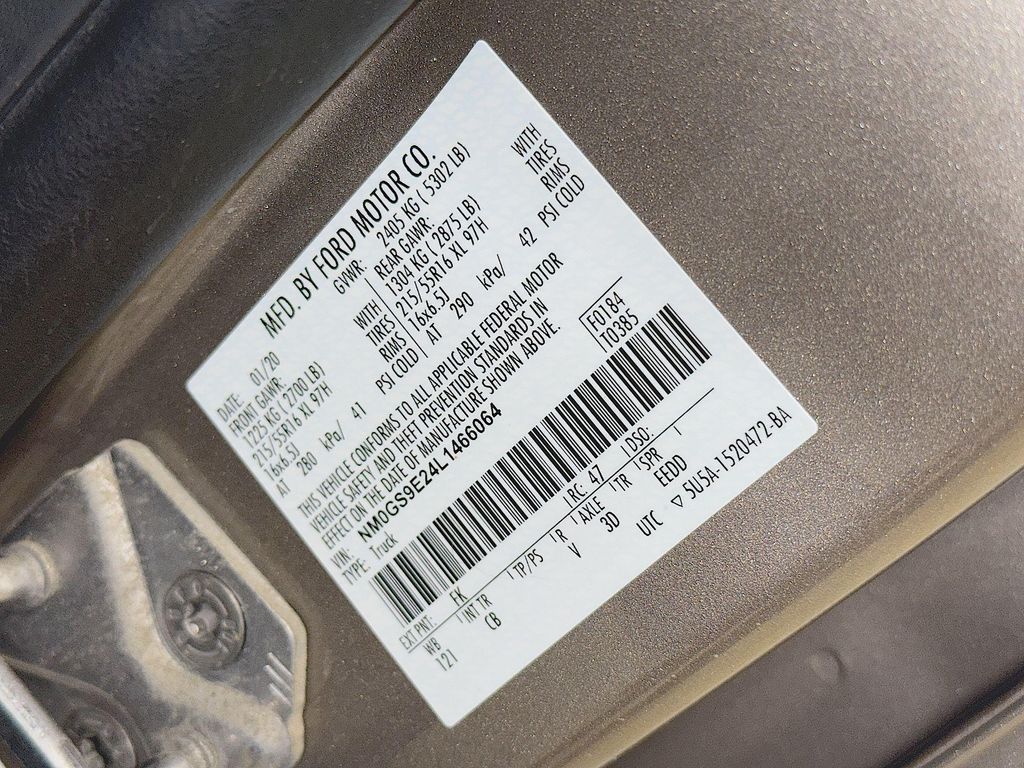 MFD. BY FORD MOTOR CO.
DATE: 01/20 GVWR: 2405 KG ( 5302 LB)
FRONT GAWR: REAR GAWR:
1225 KG ( 2700 LB) WITH 1304 KG ( 2875 LB) WITH
215/55R16 XL 97H TIRES 215/55R16 XL 97H TIRES
16x6.5J RIMS 16x6.5J RIMS
AT 280 kPa/ 41 PSI COLD AT 290 kPa/ 42 PSI COLD
THIS VEHICLE CONFORMS TO ALL APPLICABLE FEDERAL MOTOR
VEHICLE SAFETY AND THEFT PREVENTION STANDARDS IN
EFFECT ON THE DATE OF MANUFACTURE SHOWN ABOVE.
VIN: NM0GS9E24L1466064 F0184
TYPE: Truck T0385
EXT PNT: FK RC: 47 DSO:
WB INT TR TP/PS R AXLE TR SPR
121 CB V 3D EEDD
UTC ▽ 5U5A-1520472-BA